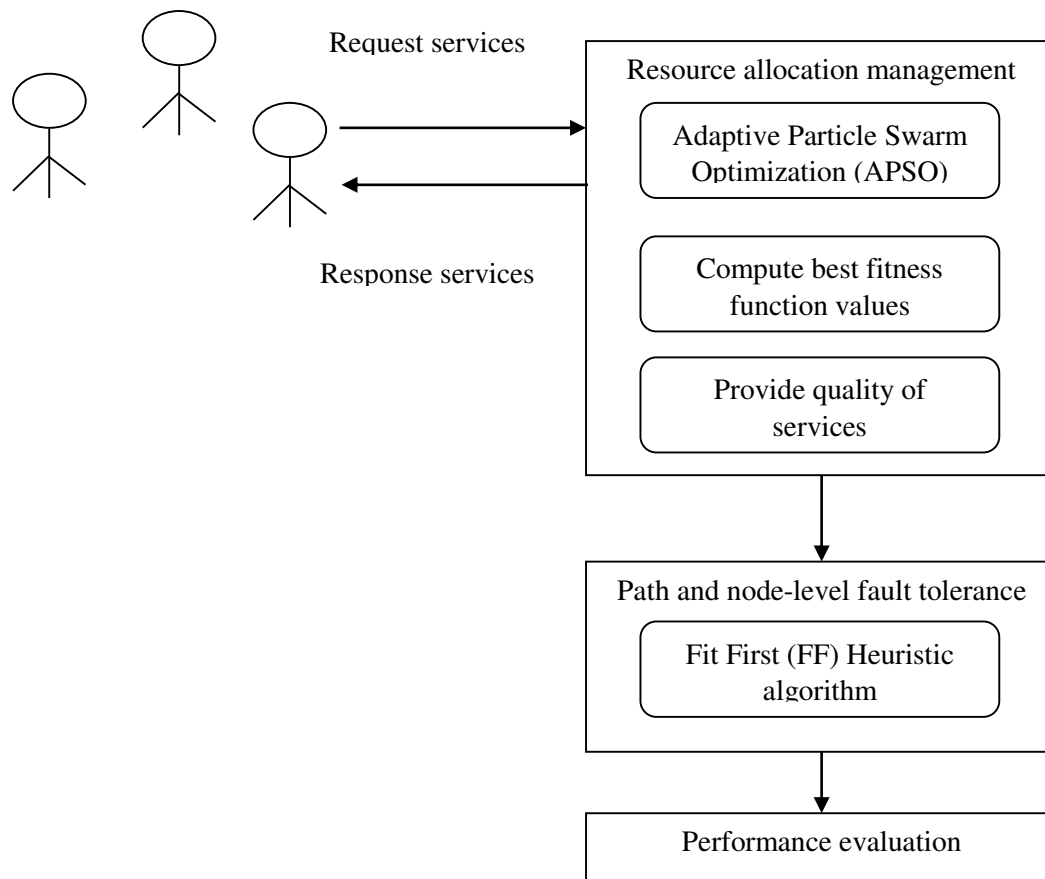 Request services
Resource allocation management
Adaptive Particle Swarm
Optimization (APSO)
Compute best fitness
function values
Response services
Provide quality of
services
Path and node-level fault tolerance
Fit First (FF) Heuristic
algorithm
Performance evaluation